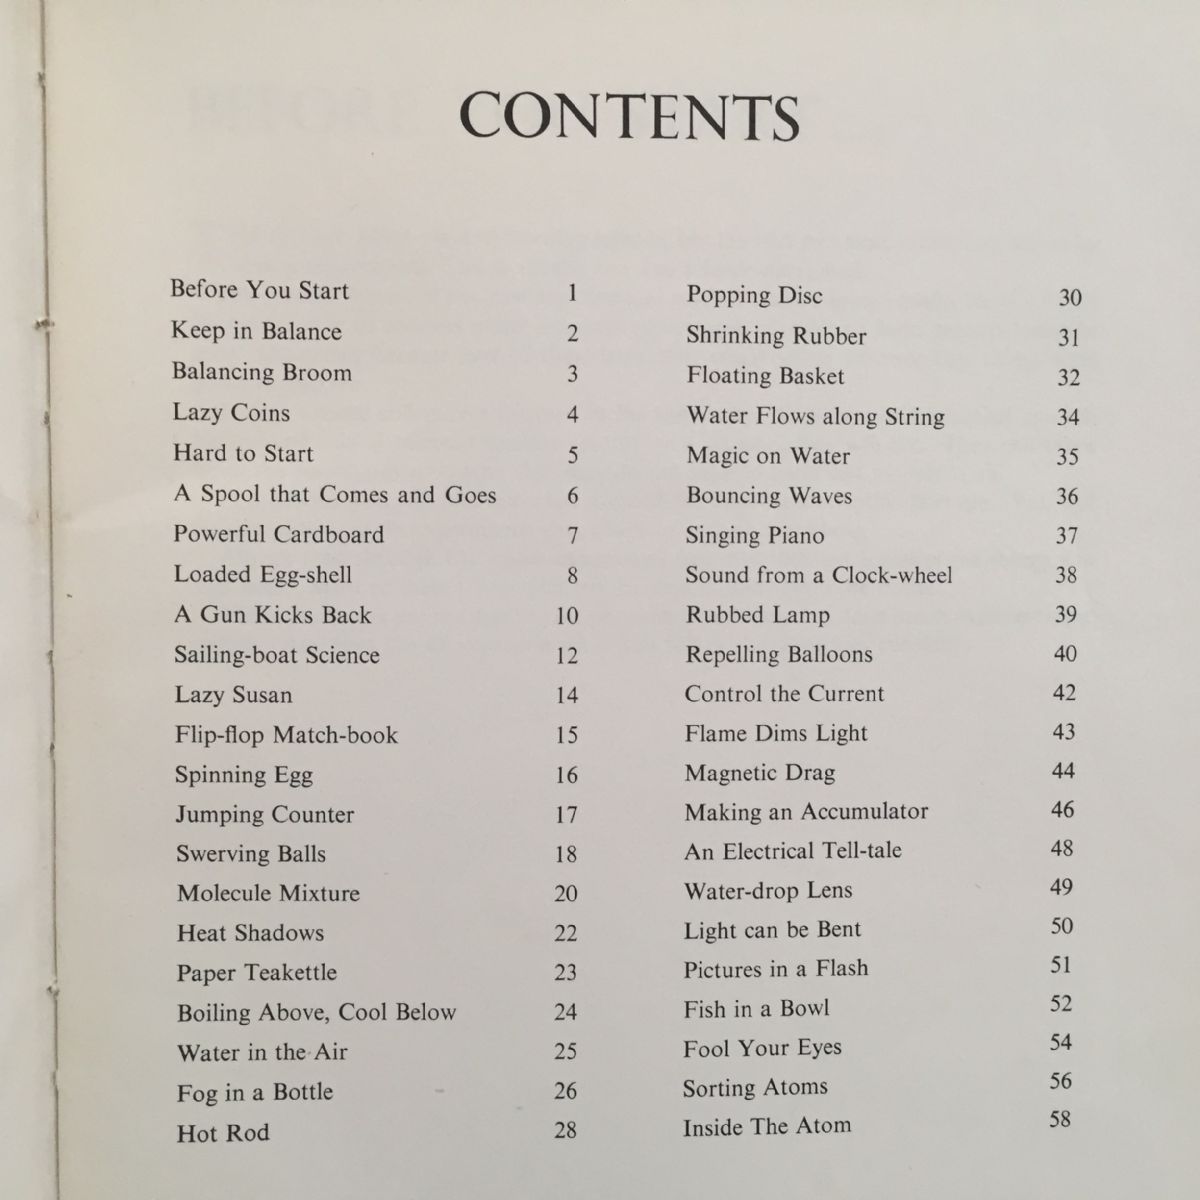 CONTENTS
Before You Start 1
Keep in Balance 2
Balancing Broom 3
Lazy Coins 4
Hard to Start 5
A Spool that Comes and Goes 6
Powerful Cardboard 7
Loaded Egg-shell 8
A Gun Kicks Back 10
Sailing-boat Science 12
Lazy Susan 14
Flip-flop Match-book 15
Spinning Egg 16
Jumping Counter 17
Swerving Balls 18
Molecule Mixture 20
Heat Shadows 22
Paper Teakettle 23
Boiling Above, Cool Below 24
Water in the Air 25
Fog in a Bottle 26
Hot Rod 28
Popping Disc 30
Shrinking Rubber 31
Floating Basket 32
Water Flows along String 34
Magic on Water 35
Bouncing Waves 36
Singing Piano 37
Sound from a Clock-wheel 38
Rubbed Lamp 39
Repelling Balloons 40
Control the Current 42
Flame Dims Light 43
Magnetic Drag 44
Making an Accumulator 46
An Electrical Tell-tale 48
Water-drop Lens 49
Light can be Bent 50
Pictures in a Flash 51
Fish in a Bowl 52
Fool Your Eyes 54
Sorting Atoms 56
Inside The Atom 58